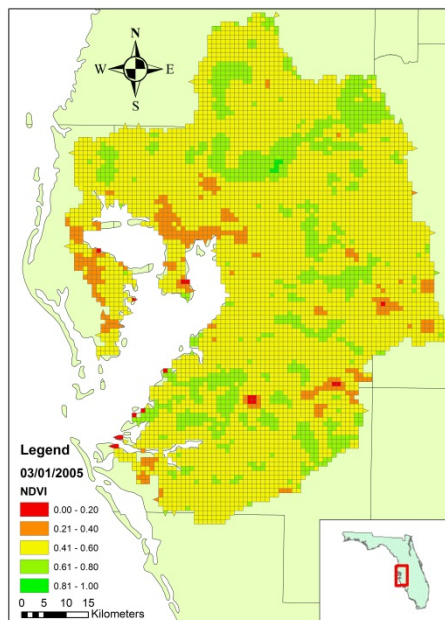 N
W E
S
Legend
03/01/2005
NDVI
0.00 - 0.20
0.21 - 0.40
0.41 - 0.60
0.61 - 0.80
0.81 - 1.00
0 5 10 15
Kilometers